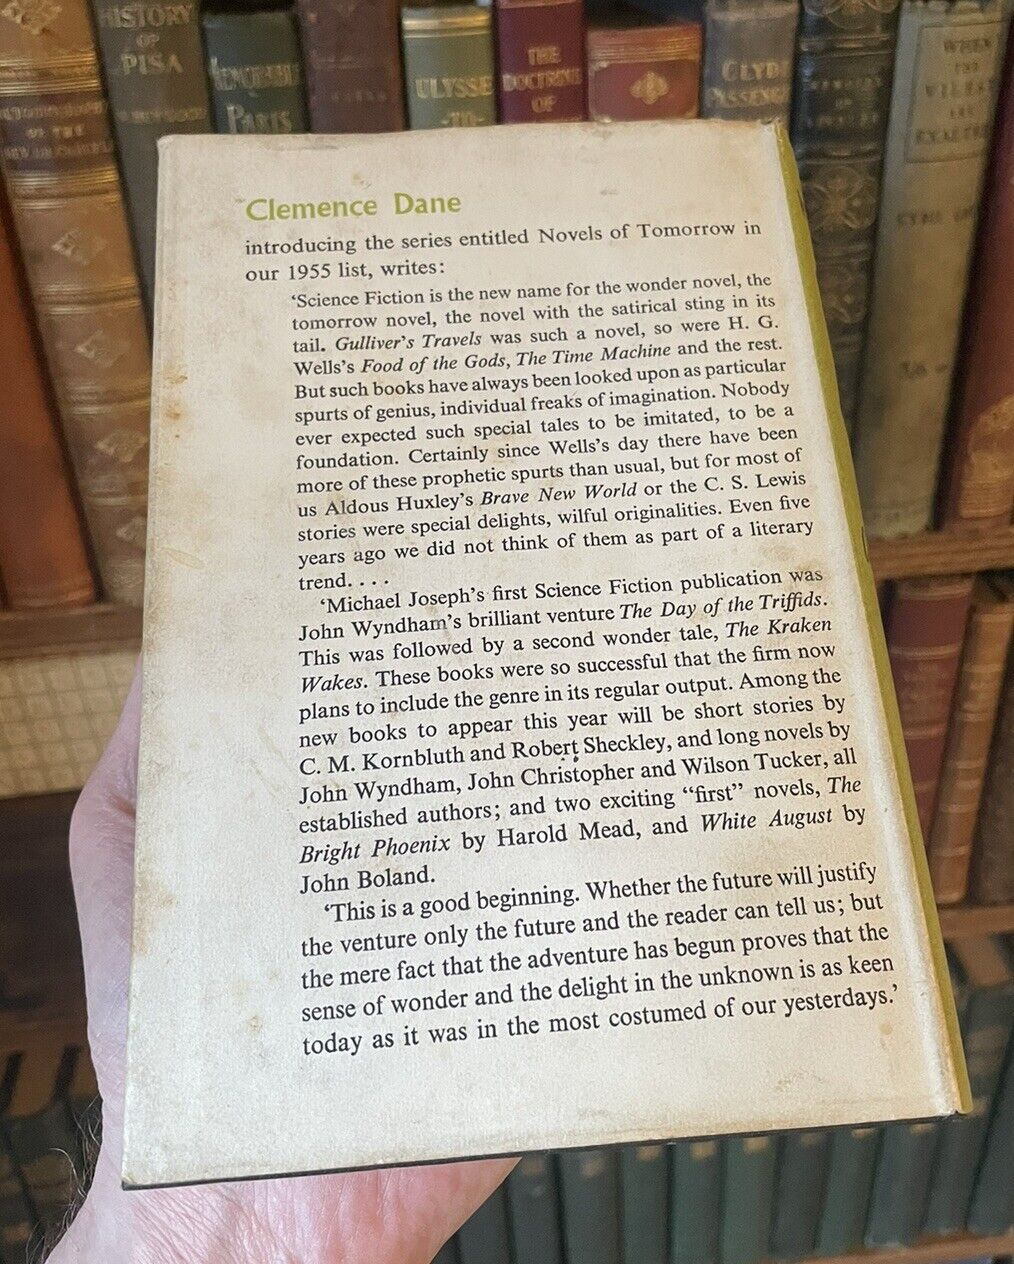 HISTORY
OF
PISA
MEMORABLE
PARIS
ULYSSES
THE
DOCTRINE
OF
CLYDE
PASSENGER
WHEN
THE
Clemence Dane
introducing the series entitled Novels of Tomorrow in
our 1955 list, writes:
‘Science Fiction is the new name for the wonder novel, the
tomorrow novel, the novel with the satirical sting in its
tail. Gulliver’s Travels was such a novel, so were H. G.
Wells’s Food of the Gods, The Time Machine and the rest.
But such books have always been looked upon as particular
spurts of genius, individual freaks of imagination. Nobody
ever expected such special tales to be imitated, to be a
foundation. Certainly since Wells’s day there have been
more of these prophetic spurts than usual, but for most of
us Aldous Huxley’s Brave New World or the C. S. Lewis
stories were special delights, wilful originalities. Even five
years ago we did not think of them as part of a literary
trend. . . .
‘Michael Joseph’s first Science Fiction publication was
John Wyndham’s brilliant venture The Day of the Triffids.
This was followed by a second wonder tale, The Kraken
Wakes. These books were so successful that the firm now
plans to include the genre in its regular output. Among the
new books to appear this year will be short stories by
C. M. Kornbluth and Robert Sheckley, and long novels by
John Wyndham, John Christopher and Wilson Tucker, all
established authors; and two exciting “first” novels, The
Bright Phoenix by Harold Mead, and White August by
John Boland.
‘This is a good beginning. Whether the future will justify
the venture only the future and the reader can tell us; but
the mere fact that the adventure has begun proves that the
sense of wonder and the delight in the unknown is as keen
today as it was in the most costumed of our yesterdays.’